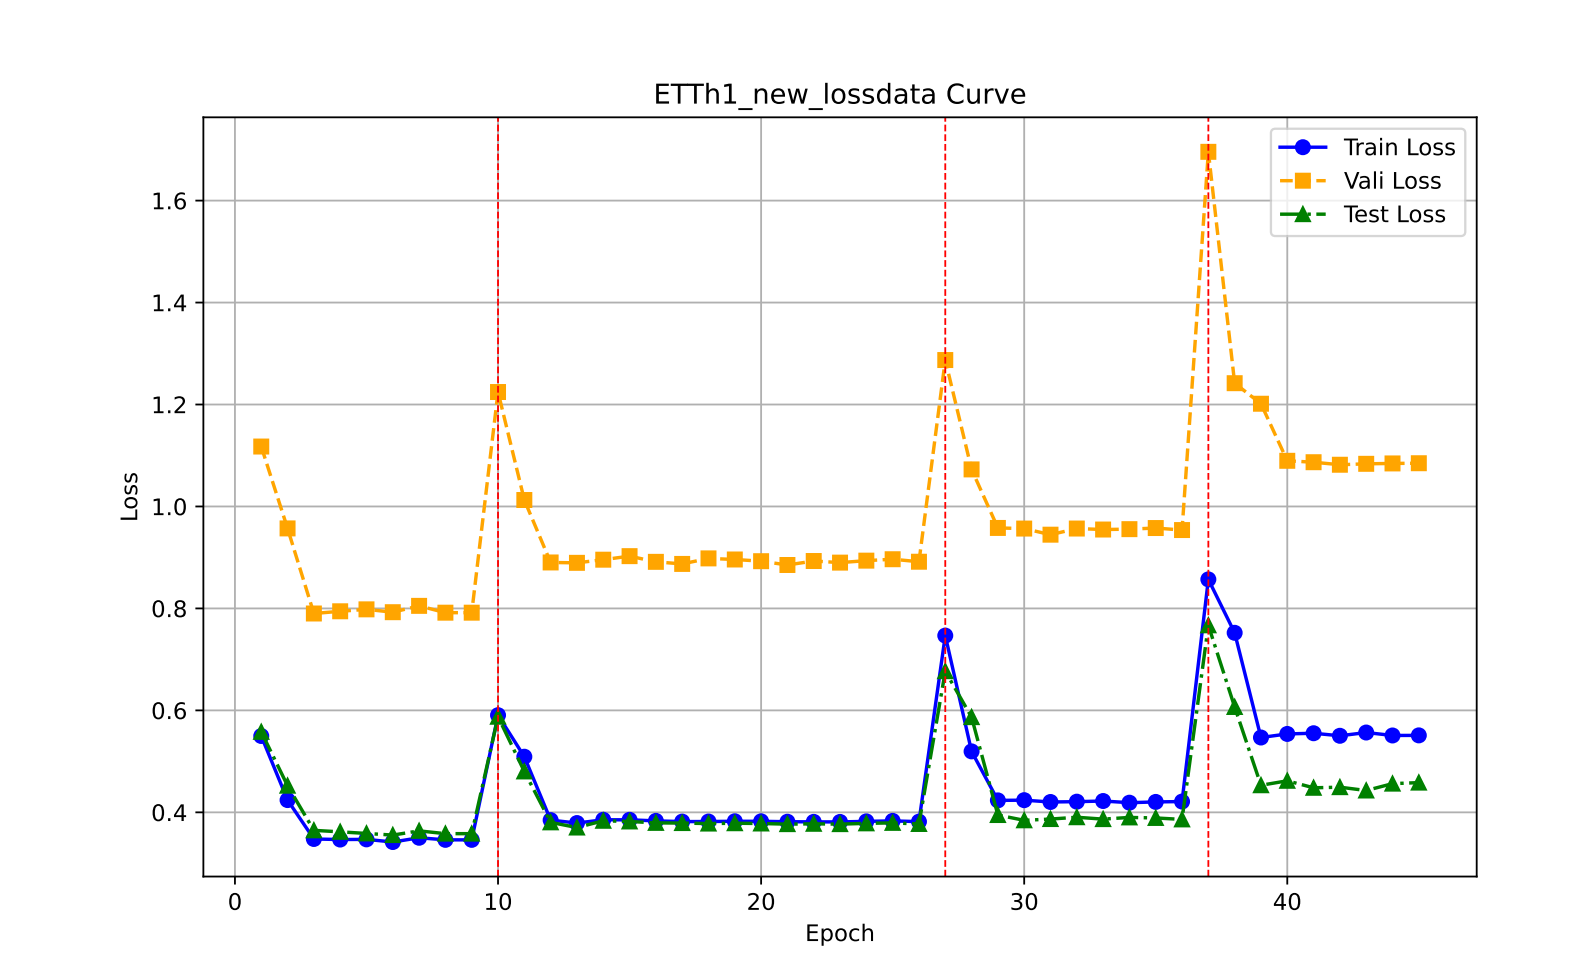 ETTh1_new_lossdata Curve
Train Loss
Vali Loss
Test Loss
Loss
1.6
1.4
1.2
1.0
0.8
0.6
0.4
0 10 20 30 40
Epoch